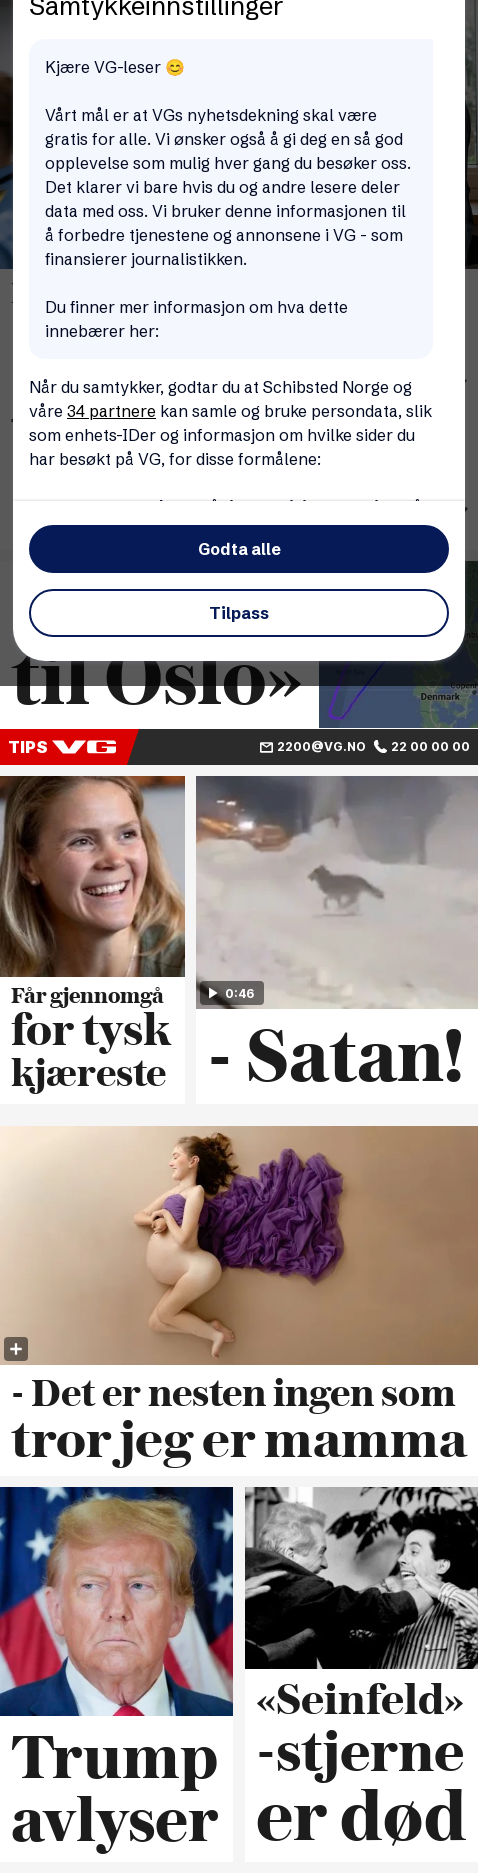 Samtykkeinnstillinger
Kjære VG-leser 😊
Vårt mål er at VGs nyhetsdekning skal være
gratis for alle. Vi ønsker også å gi deg en så god
opplevelse som mulig hver gang du besøker oss.
Det klarer vi bare hvis du og andre lesere deler
data med oss. Vi bruker denne informasjonen til
å forbedre tjenestene og annonsene i VG - som
finansierer journalistikken.
Du finner mer informasjon om hva dette
innebærer her:
Når du samtykker, godtar du at Schibsted Norge og
våre 34 partnere kan samle og bruke persondata, slik
som enhets-IDer og informasjon om hvilke sider du
har besøkt på VG, for disse formålene:
Godta alle
Tilpass
til Oslo»
Denmark
TIPS VG
2200@VG.NO 22 00 00 00
0:46
Får gjennomgå
for tysk
kjæreste
- Satan!
- Det er nesten ingen som
tror jeg er mamma
Trump
avlyser
«Seinfeld»
-stjerne
er død